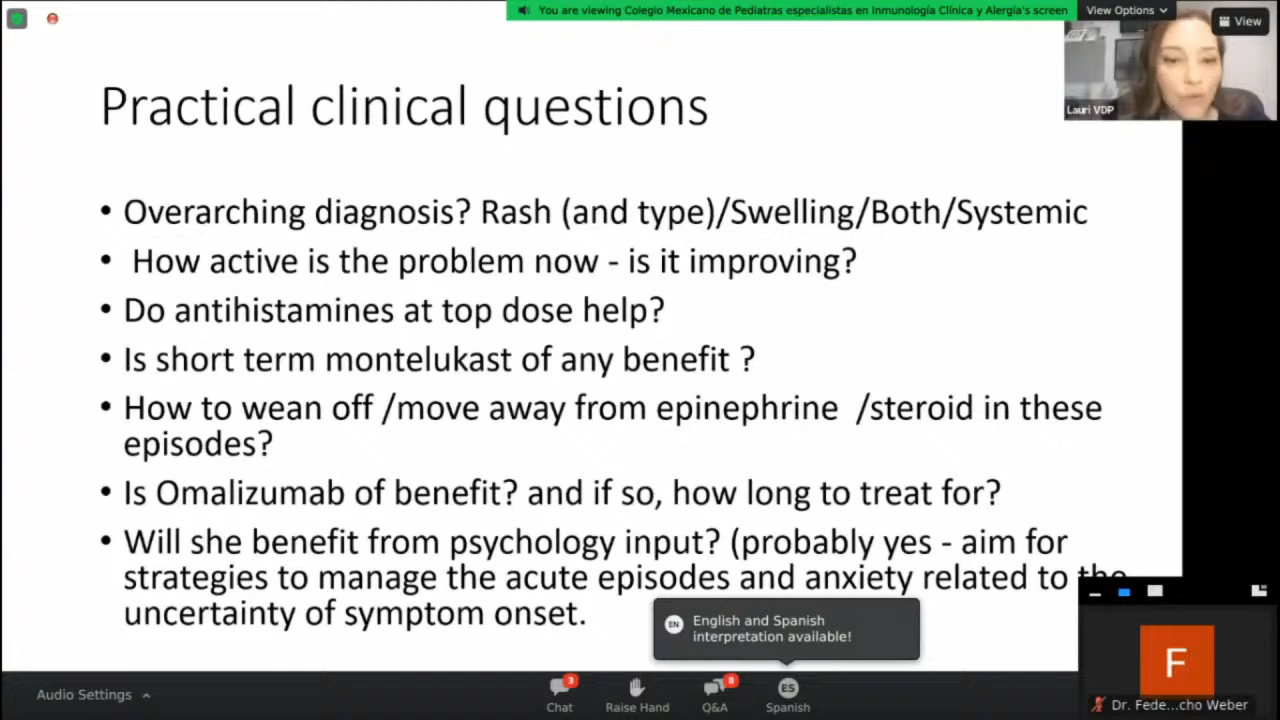 You are viewing Colegio Mexicano de Pediatras especialistas en Inmunología Clínica y Alergia's screen
View Options
View
Lauri VDP
Practical clinical questions
• Overarching diagnosis? Rash (and type)/Swelling/Both/Systemic
• How active is the problem now - is it improving?
• Do antihistamines at top dose help?
• Is short term montelukast of any benefit ?
• How to wean off /move away from epinephrine /steroid in these
episodes?
• Is Omalizumab of benefit? and if so, how long to treat for?
• Will she benefit from psychology input? (probably yes - aim for
strategies to manage the acute episodes and anxiety related to the
uncertainty of symptom onset.
EN
English and Spanish
interpretation available!
F
Dr. Fede...cho Weber
Audio Settings
3
Chat
Raise Hand
8
Q&A
ES
Spanish